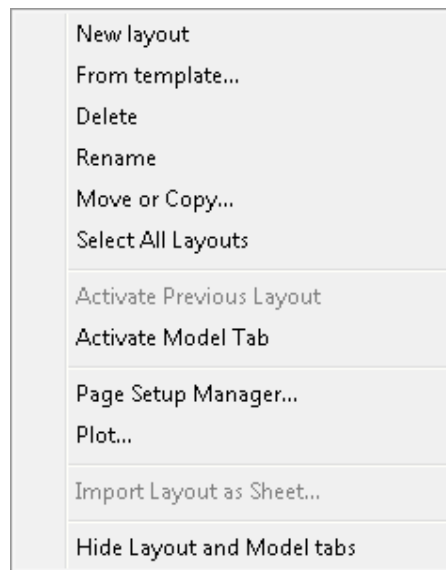 New layout
From template...
Delete
Rename
Move or Copy...
Select All Layouts
Activate Previous Layout
Activate Model Tab
Page Setup Manager...
Plot...
Import Layout as Sheet...
Hide Layout and Model tabs